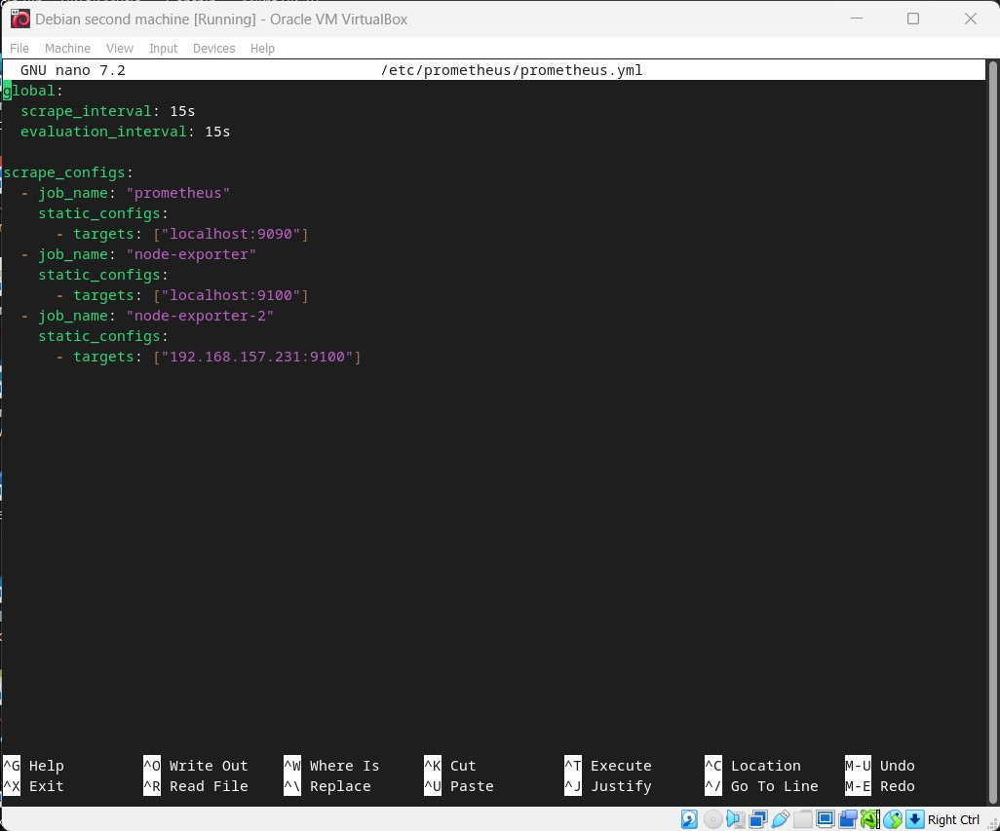 Debian second machine [Running] - Oracle VM VirtualBox
File Machine View Input Devices Help
GNU nano 7.2 /etc/prometheus/prometheus.yml
global:
  scrape_interval: 15s
  evaluation_interval: 15s

scrape_configs:
  - job_name: "prometheus"
    static_configs:
      - targets: ["localhost:9090"]
  - job_name: "node-exporter"
    static_configs:
      - targets: ["localhost:9100"]
  - job_name: "node-exporter-2"
    static_configs:
      - targets: ["192.168.157.231:9100"]
^G Help ^O Write Out ^W Where Is ^K Cut ^T Execute ^C Location M-U Undo
^X Exit ^R Read File ^\ Replace ^U Paste ^J Justify ^/ Go To Line M-E Redo
Right Ctrl